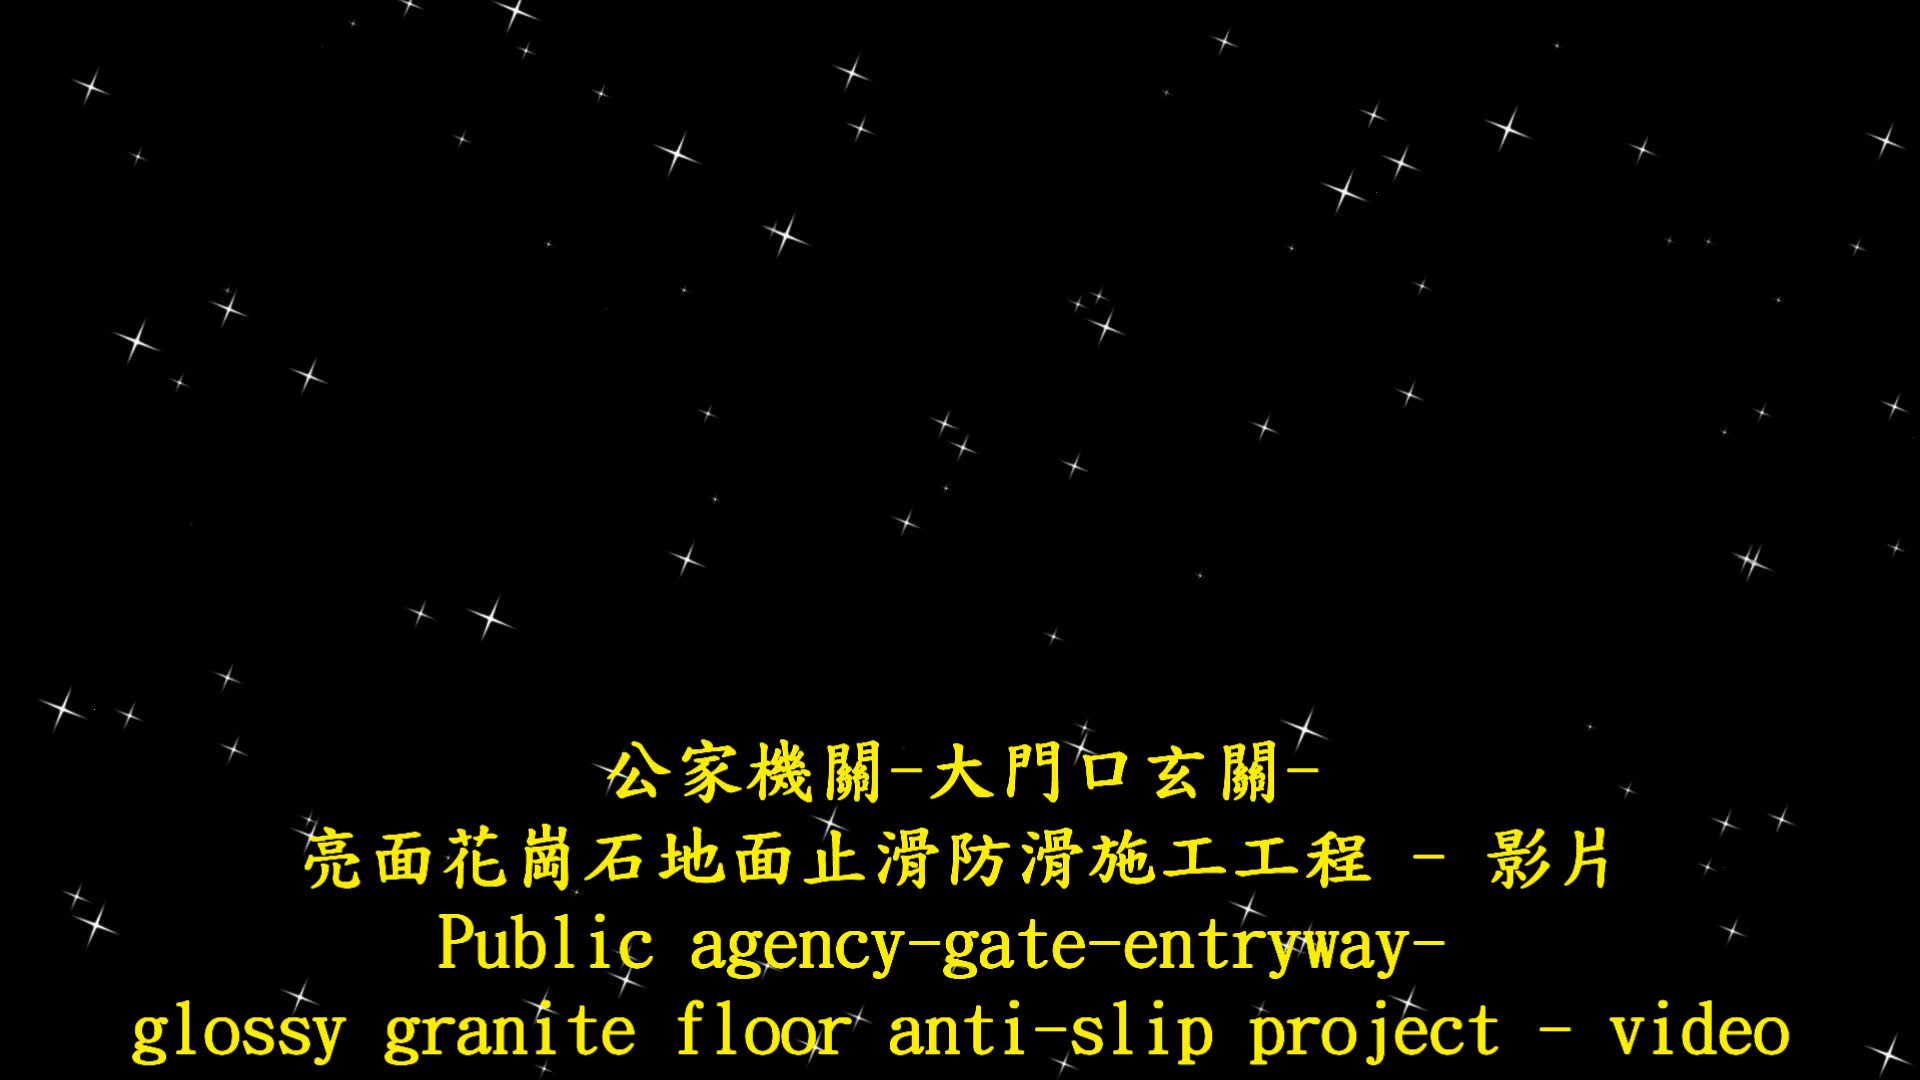 公家機關-大門口玄關-
亮面花崗石地面止滑防滑施工工程 - 影片
Public agency-gate-entryway-
glossy granite floor anti-slip project - video